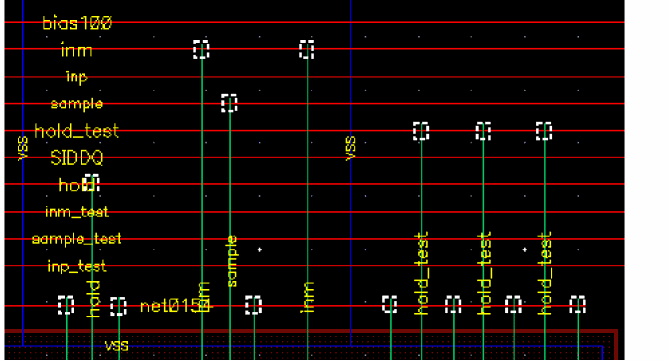 bias100
inm
inp
sample
hold_test
SIDDQ
hold
inm_test
sample_test
inp_test
net015
vss
vss
vss
hold
inm
sample
inm
hold_test
hold_test
hold_test